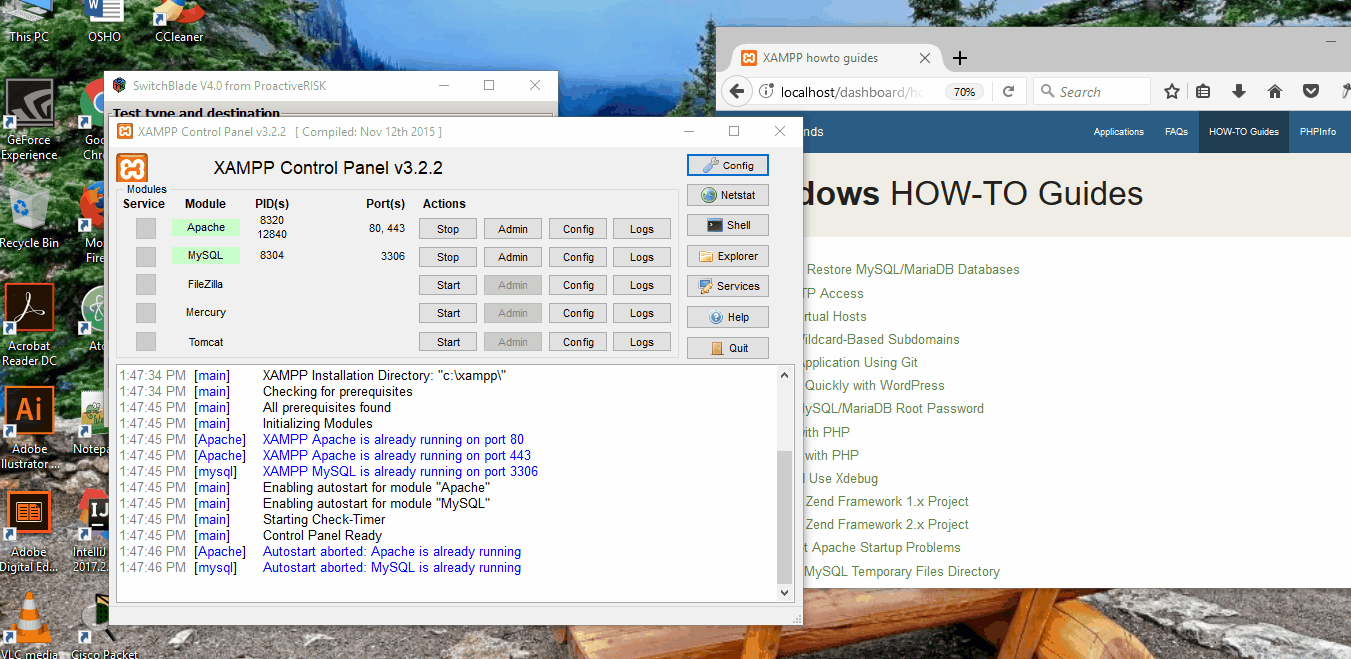 This PC
OSHO
CCleaner
GeForce
Experience
Recycle Bin
Acrobat
Reader DC
Ai
Adobe
Illustrator ...
Adobe
Digital Ed...
IntelliJ
2017.2.
VLC media
Cisco Packet
SwitchBlade V4.0 from ProactiveRISK
Test type and destination
XAMPP Control Panel v3.2.2 [ Compiled: Nov 12th 2015 ]
XAMPP Control Panel v3.2.2
Modules
Service Module PID(s) Port(s) Actions
Apache 8320 12840 80, 443 Stop Admin Config Logs
MySQL 8304 3306 Stop Admin Config Logs
FileZilla Start Admin Config Logs
Mercury Start Admin Config Logs
Tomcat Start Admin Config Logs
Config
Netstat
Shell
Explorer
Services
Help
Quit
1:47:34 PM [main] XAMPP Installation Directory: "c:\xampp\"
1:47:34 PM [main] Checking for prerequisites
1:47:45 PM [main] All prerequisites found
1:47:45 PM [main] Initializing Modules
1:47:45 PM [Apache] XAMPP Apache is already running on port 80
1:47:45 PM [Apache] XAMPP Apache is already running on port 443
1:47:45 PM [mysql] XAMPP MySQL is already running on port 3306
1:47:45 PM [main] Enabling autostart for module "Apache"
1:47:45 PM [main] Enabling autostart for module "MySQL"
1:47:45 PM [main] Starting Check-Timer
1:47:45 PM [main] Control Panel Ready
1:47:46 PM [Apache] Autostart aborted: Apache is already running
1:47:46 PM [mysql] Autostart aborted: MySQL is already running
XAMPP howto guides
localhost/dashboard/ho 70% Search
nds Applications FAQs HOW-TO Guides PHPInfo
dows HOW-TO Guides
Restore MySQL/MariaDB Databases
TP Access
rtual Hosts
ildcard-Based Subdomains
pplication Using Git
Quickly with WordPress
ySQL/MariaDB Root Password
with PHP
with PHP
Use Xdebug
Zend Framework 1.x Project
Zend Framework 2.x Project
t Apache Startup Problems
MySQL Temporary Files Directory